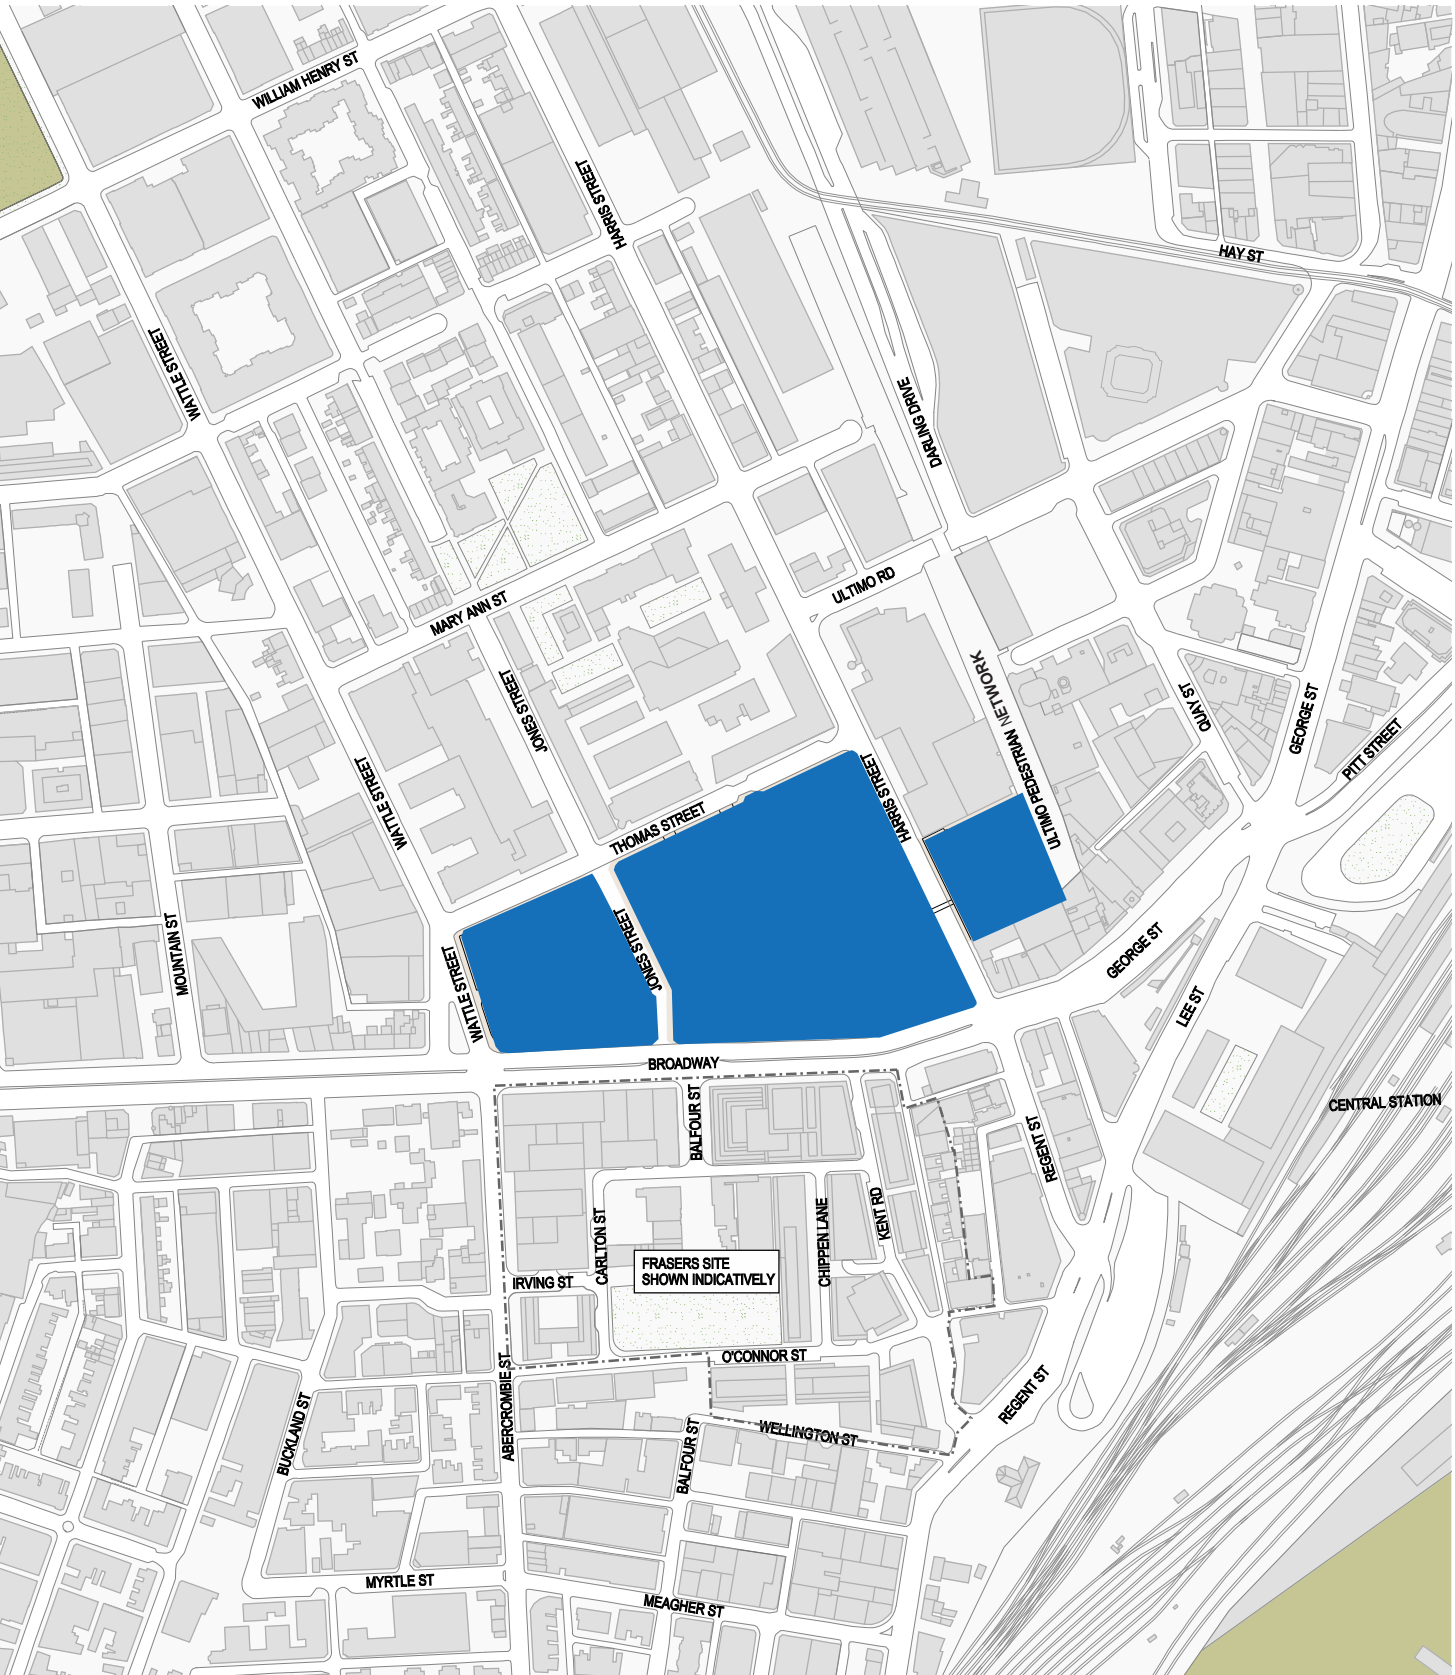 WILLIAM HENRY ST
HARRIS STREET
HAY ST
WATTLE STREET
DARLING DRIVE
ULTIMO RD
MARY ANN ST
JONES STREET
QUAY ST
GEORGE ST
PITT STREET
WATTLE STREET
HARRIS STREET
ULTIMO PEDESTRIAN NETWORK
THOMAS STREET
MOUNTAIN ST
WATTLE STREET
JONES STREET
GEORGE ST
LEE ST
BROADWAY
BALFOUR ST
REGENT ST
CENTRAL STATION
CARLTON ST
CHIPPEN LANE
KENT RD
FRASERS SITE
SHOWN INDICATIVELY
IRVING ST
O'CONNOR ST
ABERCROMBIE ST
BUCKLAND ST
REGENT ST
BALFOUR ST
WELLINGTON ST
MYRTLE ST
MEAGHER ST